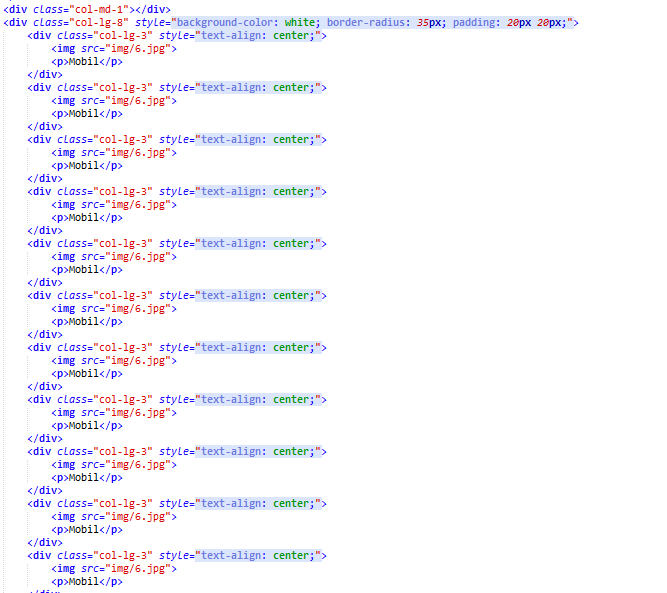 <div class="col-md-1"></div>
<div class="col-lg-8" style="background-color: white; border-radius: 35px; padding: 20px 20px;">
<div class="col-lg-3" style="text-align: center;">
<img src="img/6.jpg">
<p>Mobil</p>
</div>
<div class="col-lg-3" style="text-align: center;">
<img src="img/6.jpg">
<p>Mobil</p>
</div>
<div class="col-lg-3" style="text-align: center;">
<img src="img/6.jpg">
<p>Mobil</p>
</div>
<div class="col-lg-3" style="text-align: center;">
<img src="img/6.jpg">
<p>Mobil</p>
</div>
<div class="col-lg-3" style="text-align: center;">
<img src="img/6.jpg">
<p>Mobil</p>
</div>
<div class="col-lg-3" style="text-align: center;">
<img src="img/6.jpg">
<p>Mobil</p>
</div>
<div class="col-lg-3" style="text-align: center;">
<img src="img/6.jpg">
<p>Mobil</p>
</div>
<div class="col-lg-3" style="text-align: center;">
<img src="img/6.jpg">
<p>Mobil</p>
</div>
<div class="col-lg-3" style="text-align: center;">
<img src="img/6.jpg">
<p>Mobil</p>
</div>
<div class="col-lg-3" style="text-align: center;">
<img src="img/6.jpg">
<p>Mobil</p>
</div>
<div class="col-lg-3" style="text-align: center;">
<img src="img/6.jpg">
<p>Mobil</p>